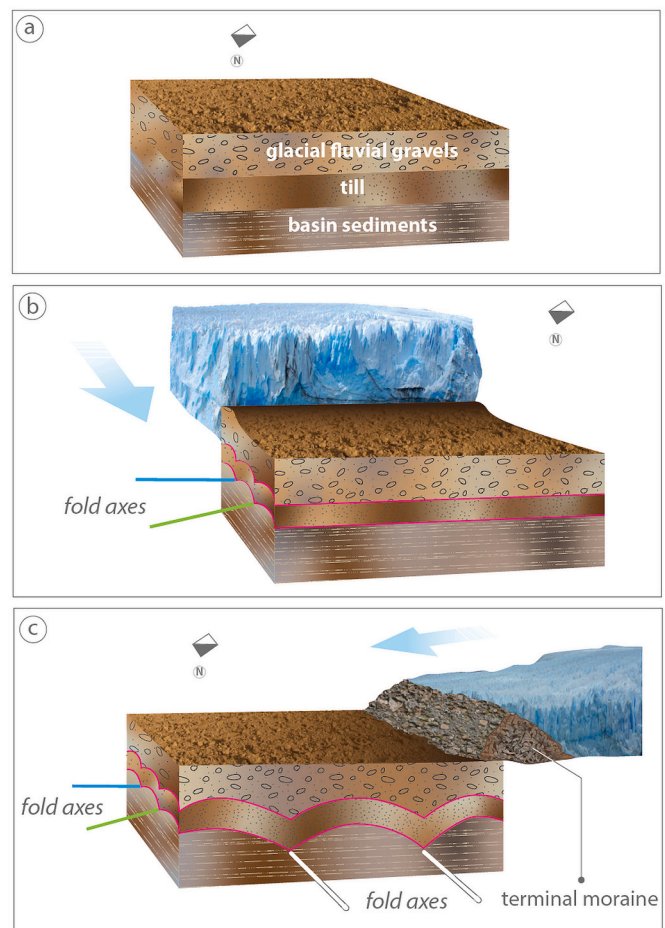 a
N
glacial fluvial gravels
till
basin sediments
b
N
fold axes
c
N
fold axes
fold axes
terminal moraine